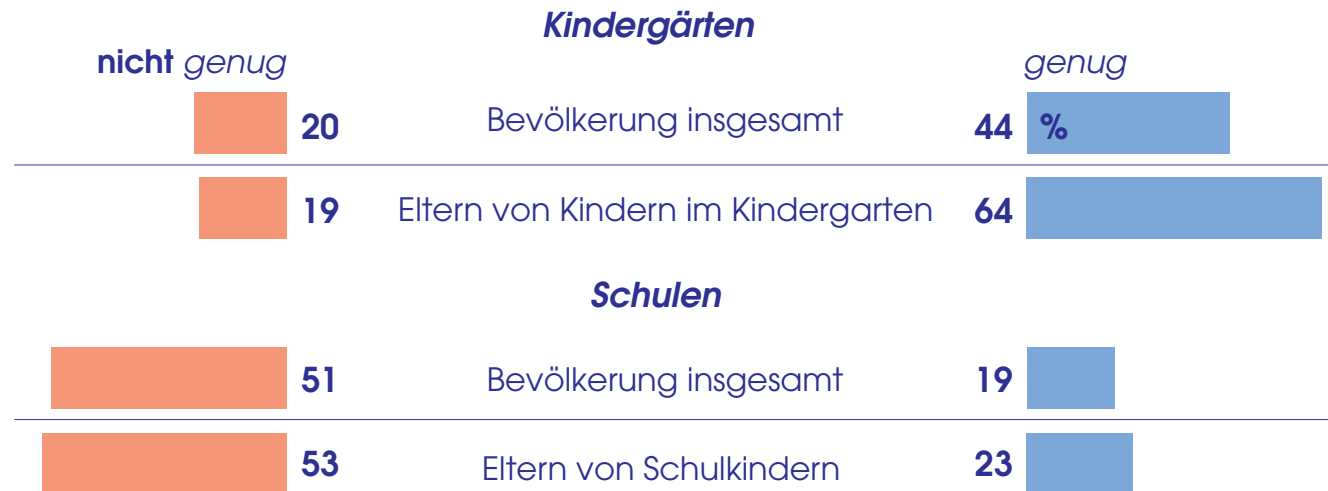 Kindergärten
nicht genug genug
20 Bevölkerung insgesamt 44 %
19 Eltern von Kindern im Kindergarten 64
Schulen
51 Bevölkerung insgesamt 19
53 Eltern von Schulkindern 23